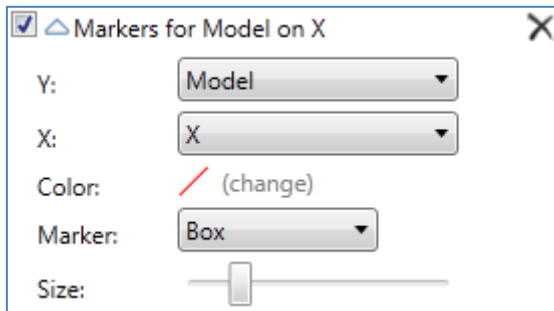 Markers for Model on X
Y: Model
X: X
Color: (change)
Marker: Box
Size: